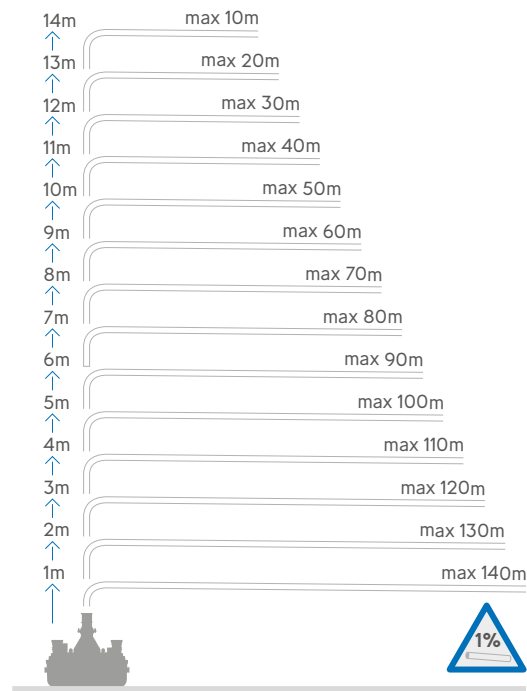 14m max 10m
13m max 20m
12m max 30m
11m max 40m
10m max 50m
9m max 60m
8m max 70m
7m max 80m
6m max 90m
5m max 100m
4m max 110m
3m max 120m
2m max 130m
1m max 140m
1%